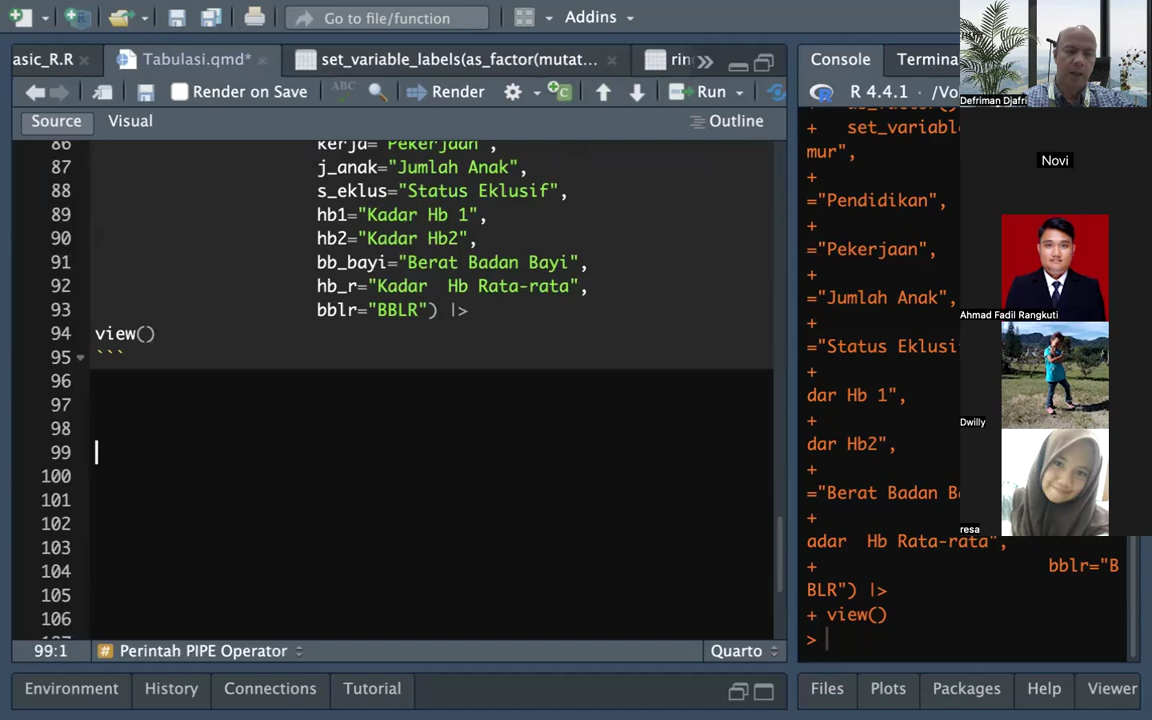 Go to file/function
Addins
asic_R.R
Tabulasi.qmd*
set_variable_labels(as_factor(mutat...
rin
Render on Save
ABC
Render
Run
Source
Visual
Outline
86 kerja="Pekerjaan",
87 j_anak="Jumlah Anak",
88 s_eklus="Status Eklusif",
89 hb1="Kadar Hb 1",
90 hb2="Kadar Hb2",
91 bb_bayi="Berat Badan Bayi",
92 hb_r="Kadar  Hb Rata-rata",
93 bblr="BBLR") |>
94 view()
95 ```
96
97
98
99
100
101
102
103
104
105
106
99:1
# Perintah PIPE Operator
Quarto
Environment
History
Connections
Tutorial
Console
Termina
R 4.4.1 · /Vo
+ set_variabl
mur",
+
="Pendidikan",
+
="Pekerjaan",
+
="Jumlah Anak",
+
="Status Eklusi
+
dar Hb 1",
+
dar Hb2",
+
="Berat Badan B
+
adar  Hb Rata-rata",
+ bblr="B
BLR") |>
+ view()
>
Files
Plots
Packages
Help
Viewer
Defriman Djafri
Novi
Ahmad Fadil Rangkuti
Dwilly
resa